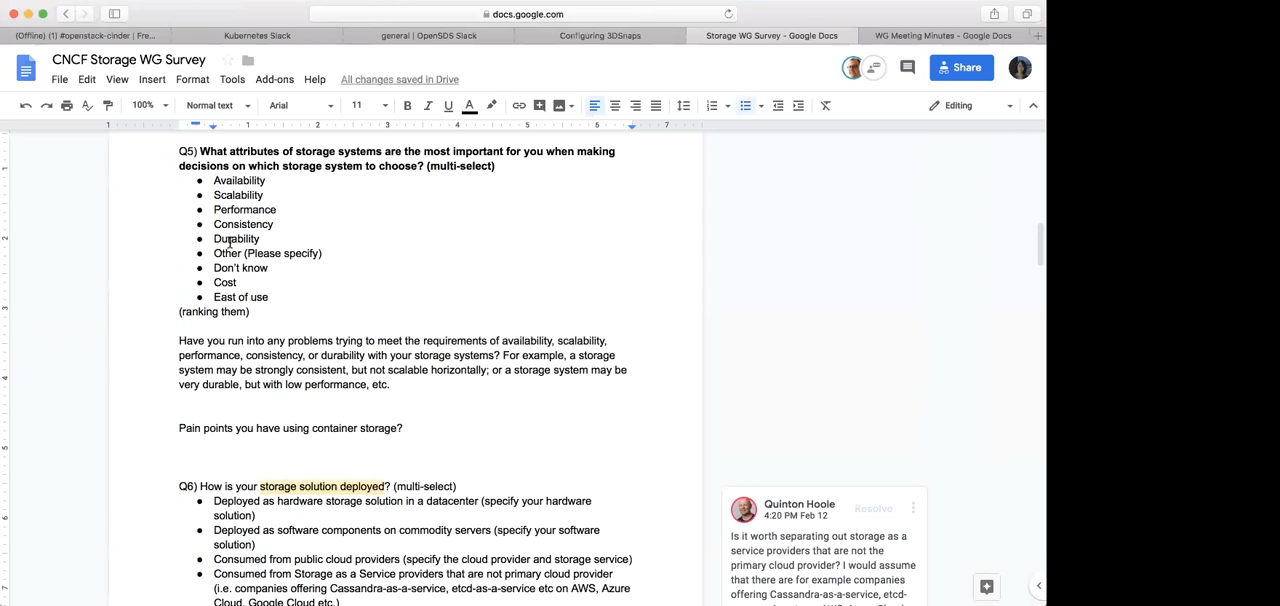 docs.google.com
(Offline) (1) #openstack-cinder | Fre...
Kubernetes Slack
general | OpenSDS Slack
Configuring 3DSnaps
Storage WG Survey - Google Docs
WG Meeting Minutes - Google Docs
CNCF Storage WG Survey
File Edit View Insert Format Tools Add-ons Help All changes saved in Drive
Share
100% Normal text Arial 11 B I U A Editing
1 1 2 3 4 5 6 7
Q5) What attributes of storage systems are the most important for you when making
decisions on which storage system to choose? (multi-select)
● Availability
● Scalability
● Performance
● Consistency
● Durability
● Other (Please specify)
● Don't know
● Cost
● East of use
(ranking them)
Have you run into any problems trying to meet the requirements of availability, scalability,
performance, consistency, or durability with your storage systems? For example, a storage
system may be strongly consistent, but not scalable horizontally; or a storage system may be
very durable, but with low performance, etc.
Pain points you have using container storage?
Q6) How is your storage solution deployed? (multi-select)
● Deployed as hardware storage solution in a datacenter (specify your hardware
solution)
● Deployed as software components on commodity servers (specify your software
solution)
● Consumed from public cloud providers (specify the cloud provider and storage service)
● Consumed from Storage as a Service providers that are not primary cloud provider
(i.e. companies offering Cassandra-as-a-service, etcd-as-a-service etc on AWS, Azure
Cloud, Google Cloud etc.)
Quinton Hoole
4:20 PM Feb 12
Resolve
Is it worth separating out storage as a
service providers that are not the
primary cloud provider? I would assume
that there are for example companies
offering Cassandra-as-a-service, etcd-